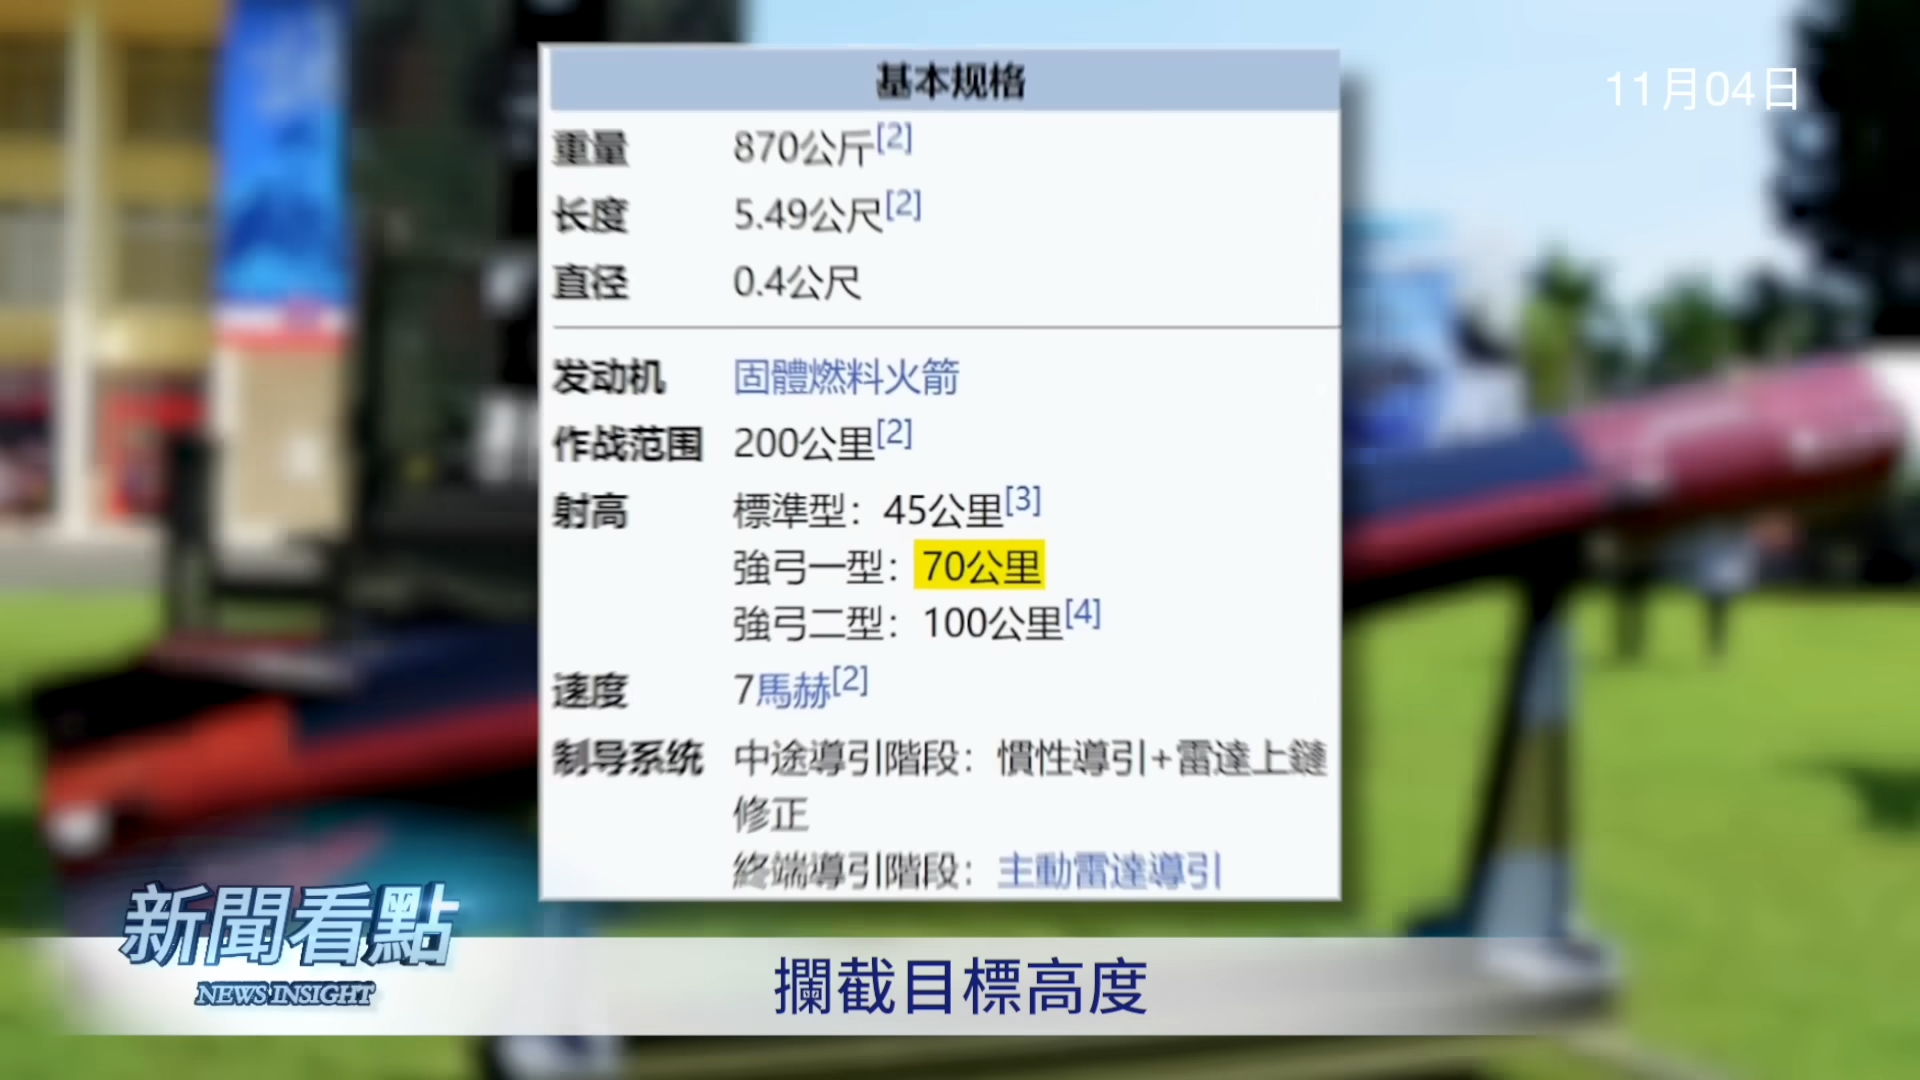 基本规格
11月04日
重量 870公斤[2]
长度 5.49公尺[2]
直径 0.4公尺
发动机 固體燃料火箭
作战范围 200公里[2]
射高 標準型：45公里[3]
強弓一型：70公里
強弓二型：100公里[4]
速度 7馬赫[2]
制导系统 中途導引階段：慣性導引+雷達上鏈
修正
終端導引階段：主動雷達導引
新聞看點
NEWS INSIGHT
攔截目標高度